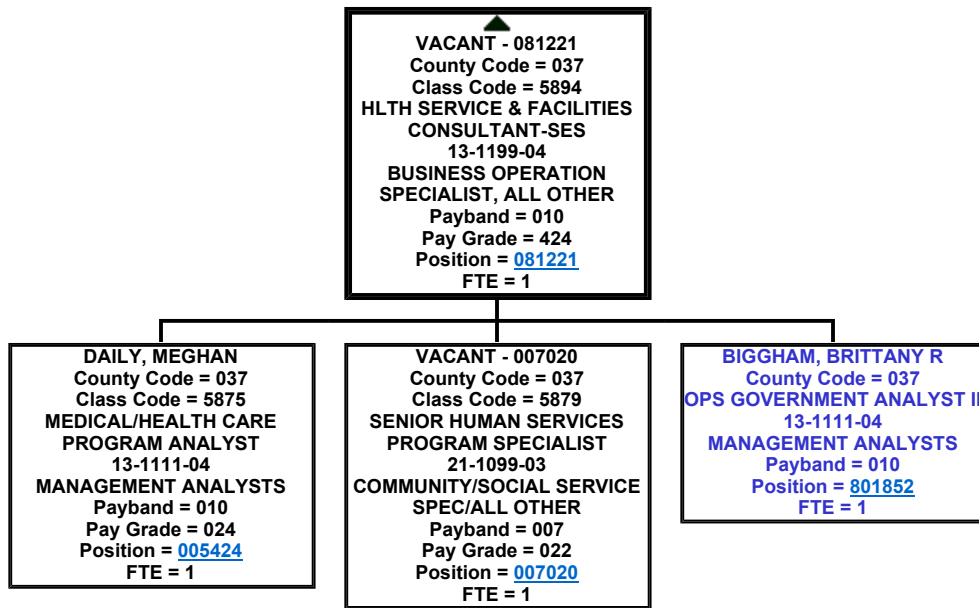 VACANT - 081221
County Code = 037
Class Code = 5894
HLTH SERVICE & FACILITIES
CONSULTANT-SES
13-1199-04
BUSINESS OPERATION
SPECIALIST, ALL OTHER
Payband = 010
Pay Grade = 424
Position = 081221
FTE = 1
DAILY, MEGHAN
County Code = 037
Class Code = 5875
MEDICAL/HEALTH CARE
PROGRAM ANALYST
13-1111-04
MANAGEMENT ANALYSTS
Payband = 010
Pay Grade = 024
Position = 005424
FTE = 1
VACANT - 007020
County Code = 037
Class Code = 5879
SENIOR HUMAN SERVICES
PROGRAM SPECIALIST
21-1099-03
COMMUNITY/SOCIAL SERVICE
SPEC/ALL OTHER
Payband = 007
Pay Grade = 022
Position = 007020
FTE = 1
BIGGHAM, BRITTANY R
County Code = 037
OPS GOVERNMENT ANALYST
13-1111-04
MANAGEMENT ANALYSTS
Payband = 010
Position = 801852
FTE = 1